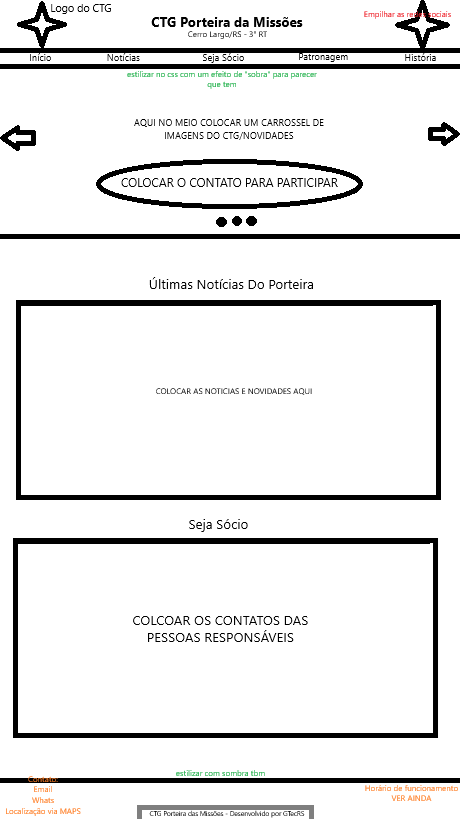 Logo do CTG
CTG Porteira da Missões
Cerro Largo/RS - 3° RT
Empilhar as redes sociais
Início Notícias Seja Sócio Patronagem História
estilizar no css com um efeito de "sobra" para parecer
que tem
AQUI NO MEIO COLOCAR UM CARROSSEL DE
IMAGENS DO CTG/NOVIDADES
COLOCAR O CONTATO PARA PARTICIPAR
Últimas Notícias Do Porteira
COLOCAR AS NOTICIAS E NOVIDADES AQUI
Seja Sócio
COLCOAR OS CONTATOS DAS
PESSOAS RESPONSÁVEIS
estilizar com sombra tbm
Contato:
Email
Whats
Localização via MAPS
Horário de funcionamento
VER AINDA
CTG Porteira das Missões - Desenvolvido por GTecRS